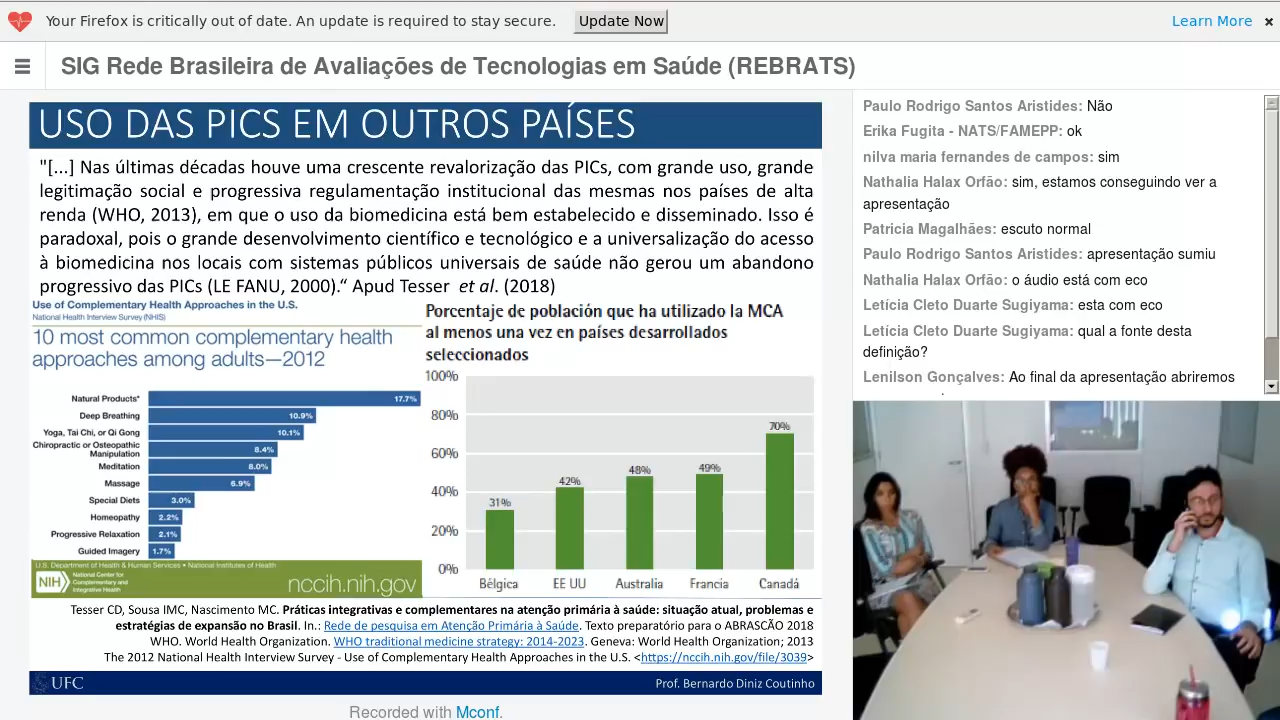 Your Firefox is critically out of date. An update is required to stay secure. Update Now Learn More ×
SIG Rede Brasileira de Avaliações de Tecnologias em Saúde (REBRATS)
USO DAS PICS EM OUTROS PAÍSES
"[...] Nas últimas décadas houve uma crescente revalorização das PICs, com grande uso, grande
legitimação social e progressiva regulamentação institucional das mesmas nos países de alta
renda (WHO, 2013), em que o uso da biomedicina está bem estabelecido e disseminado. Isso é
paradoxal, pois o grande desenvolvimento científico e tecnológico e a universalização do acesso
à biomedicina nos locais com sistemas públicos universais de saúde não gerou um abandono
progressivo das PICs (LE FANU, 2000).“ Apud Tesser et al. (2018)
Use of Complementary Health Approaches in the U.S.
National Health Interview Survey (NHIS)
10 most common complementary health
approaches among adults—2012
Natural Products* 17.7%
Deep Breathing 10.9%
Yoga, Tai Chi, or Qi Gong 10.1%
Chiropractic or Osteopathic
Manipulation 8.4%
Meditation 8.0%
Massage 6.9%
Special Diets 3.0%
Homeopathy 2.2%
Progressive Relaxation 2.1%
Guided Imagery 1.7%
U.S. Department of Health & Human Services • National Institutes of Health
NIH National Center for
Complementary and
Integrative Health
nccih.nih.gov
Porcentaje de población que ha utilizado la MCA
al menos una vez en países desarrollados
seleccionados
100%
80%
60%
40%
20%
0%
31%
42%
48%
49%
70%
Bélgica EE UU Australia Francia Canadá
Tesser CD, Sousa IMC, Nascimento MC. Práticas integrativas e complementares na atenção primária à saúde: situação atual, problemas e
estratégias de expansão no Brasil. In.: Rede de pesquisa em Atenção Primária à Saúde. Texto preparatório para o ABRASCÃO 2018
WHO. World Health Organization. WHO traditional medicine strategy: 2014-2023. Geneva: World Health Organization; 2013
The 2012 National Health Interview Survey - Use of Complementary Health Approaches in the U.S. <https://nccih.nih.gov/file/3039>
UFC Prof. Bernardo Diniz Coutinho
Recorded with Mconf.
Paulo Rodrigo Santos Aristides: Não
Erika Fugita - NATS/FAMEPP: ok
nilva maria fernandes de campos: sim
Nathalia Halax Orfão: sim, estamos conseguindo ver a
apresentação
Patricia Magalhães: escuto normal
Paulo Rodrigo Santos Aristides: apresentação sumiu
Nathalia Halax Orfão: o áudio está com eco
Letícia Cleto Duarte Sugiyama: esta com eco
Letícia Cleto Duarte Sugiyama: qual a fonte desta
definição?
Lenilson Gonçalves: Ao final da apresentação abriremos